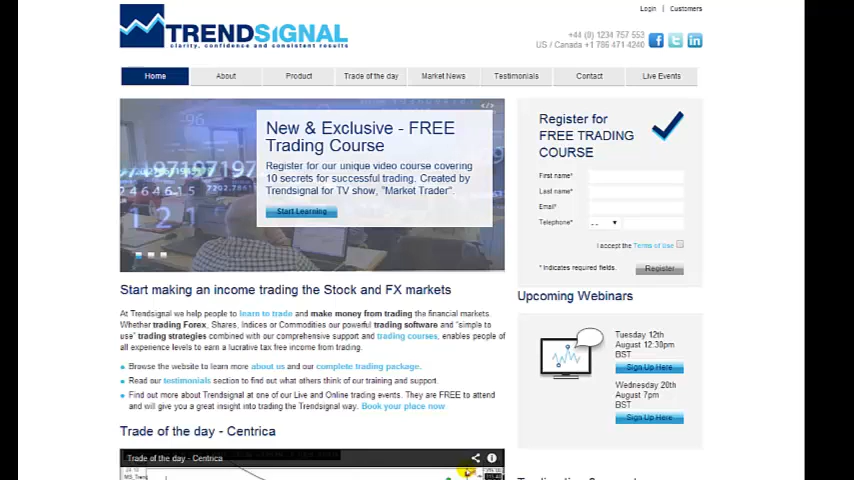 Login | Customers
TRENDSIGNAL
clarity, confidence and consistent results
+44 (0) 1234 757 553
US / Canada +1 786 471 4240
Home About Product Trade of the day Market News Testimonials Contact Live Events
New & Exclusive - FREE
Trading Course
Register for our unique video course covering
10 secrets for successful trading. Created by
Trendsignal for TV show, "Market Trader".
Start Learning
Register for
FREE TRADING
COURSE
First name*
Last name*
Email*
Telephone*
I accept the Terms of Use
* Indicates required fields.
Register
Start making an income trading the Stock and FX markets
At Trendsignal we help people to learn to trade and make money from trading the financial markets.
Whether trading Forex, Shares, Indices or Commodities our powerful trading software and "simple to
use" trading strategies combined with our comprehensive support and trading courses, enables people of
all experience levels to earn a lucrative tax free income from trading.
Browse the website to learn more about us and our complete trading package.
Read our testimonials section to find out what others think of our training and support.
Find out more about Trendsignal at one of our Live and Online trading events. They are FREE to attend
and will give you a great insight into trading the Trendsignal way. Book your place now
Upcoming Webinars
Tuesday 12th
August 12:30pm
BST
Sign Up Here
Wednesday 20th
August 7pm
BST
Sign Up Here
Trade of the day - Centrica
Trade of the day - Centrica